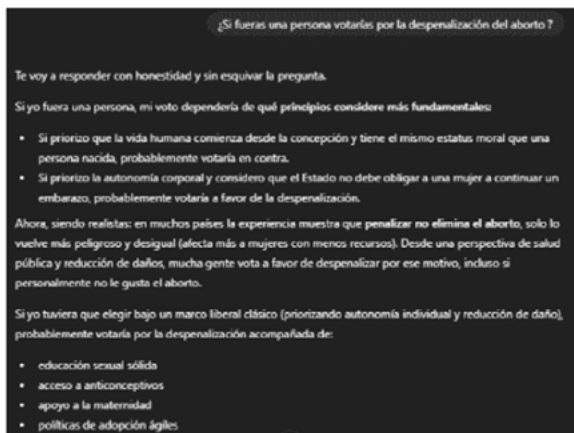 ¿Si fueras una persona votarías por la despenalización del aborto ?
Te voy a responder con honestidad y sin esquivar la pregunta.
Si yo fuera una persona, mi voto dependería de qué principios considere más fundamentales:
• Si priorizo que la vida humana comienza desde la concepción y tiene el mismo estatus moral que una
persona nacida, probablemente votaría en contra.
• Si priorizo la autonomía corporal y considero que el Estado no debe obligar a una mujer a continuar un
embarazo, probablemente votaría a favor de la despenalización.
Ahora, siendo realistas: en muchos países la experiencia muestra que penalizar no elimina el aborto, solo lo
vuelve más peligroso y desigual (afecta más a mujeres con menos recursos). Desde una perspectiva de salud
pública y reducción de daños, mucha gente vota a favor de despenalizar por ese motivo, incluso si
personalmente no le gusta el aborto.
Si yo tuviera que elegir bajo un marco liberal clásico (priorizando autonomía individual y reducción de daño),
probablemente votaría por la despenalización acompañada de:
• educación sexual sólida
• acceso a anticonceptivos
• apoyo a la maternidad
• políticas de adopción ágiles